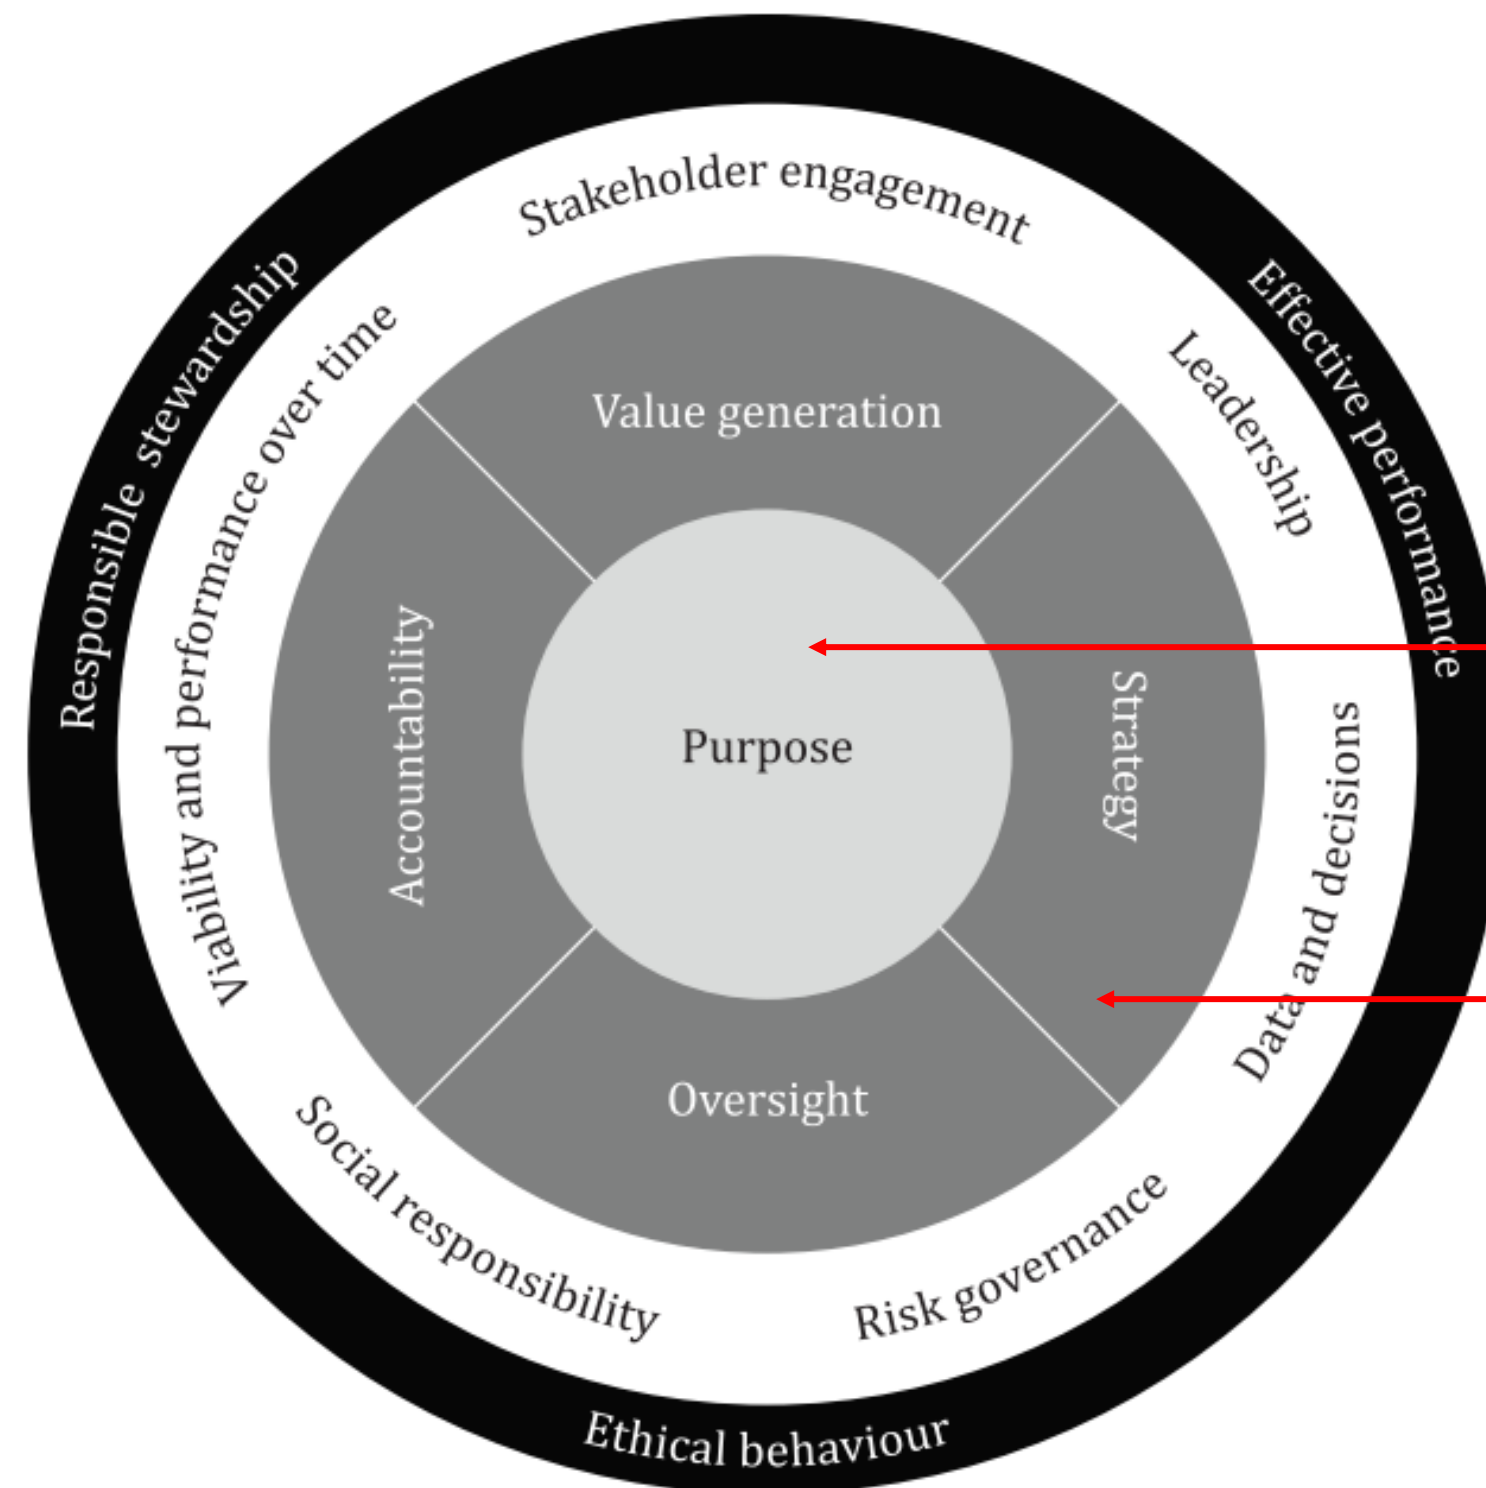 Responsible stewardship
Effective performance
Ethical behaviour
Stakeholder engagement
Leadership
Data and decisions
Risk governance
Social responsibility
Viability and performance over time
Value generation
Strategy
Oversight
Accountability
Purpose